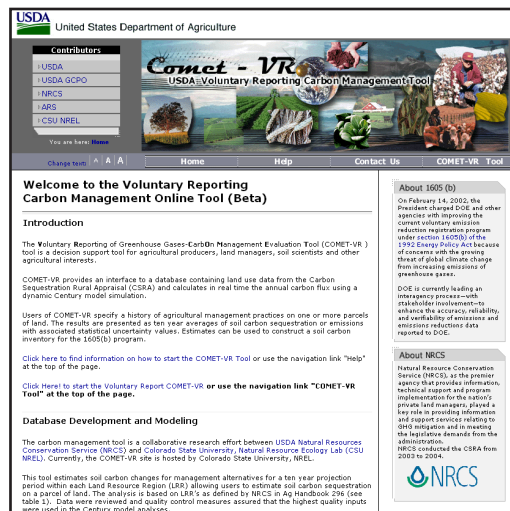 USDA
United States Department of Agriculture
Contributors
USDA
USDA GCPO
NRCS
ARS
CSU NREL
You are here: Home
Comet - VR
USDA-Voluntary Reporting Carbon Management Tool
Change text: A A A
Home Help Contact Us COMET-VR Tool
Welcome to the Voluntary Reporting
Carbon Management Online Tool (Beta)
Introduction
The Voluntary Reporting of Greenhouse Gases-CarbOn Management Evaluation Tool (COMET-VR )
tool is a decision support tool for agricultural producers, land managers, soil scientists and other
agricultural interests.
COMET-VR provides an interface to a database containing land use data from the Carbon
Sequestration Rural Appraisal (CSRA) and calculates in real time the annual carbon flux using a
dynamic Century model simulation.
Users of COMET-VR specify a history of agricultural management practices on one or more parcels
of land. The results are presented as ten year averages of soil carbon sequestration or emissions
with associated statistical uncertainty values. Estimates can be used to construct a soil carbon
inventory for the 1605(b) program.
Click here to find information on how to start the COMET-VR Tool or use the navigation link "Help"
at the top of the page.
Click Here! to start the Voluntary Report COMET-VR or use the navigation link "COMET-VR
Tool" at the top of the page.
Database Development and Modeling
The carbon management tool is a collaborative research effort between USDA Natural Resources
Conservation Service (NRCS) and Colorado State University, Natural Resource Ecology Lab (CSU
NREL). Currently, the COMET-VR site is hosted by Colorado State University, NREL.
This tool estimates soil carbon changes for management alternatives for a ten year projection
period within each Land Resource Region (LRR) allowing users to estimate soil carbon sequestration
on a parcel of land. The analysis is based on LRR's as defined by NRCS in Ag Handbook 296 (see
table 1). Data were reviewed and quality control measures assured that the highest quality inputs
were used in the Century model analyses.
About 1605 (b)
On February 14, 2002, the
President charged DOE and other
agencies with improving the
current voluntary emission
reduction registration program
under section 1605(b) of the
1992 Energy Policy Act because
of concerns with the growing
threat of global climate change
from increasing emissions of
greenhouse gases.
DOE is currently leading an
interagency process—with
stakeholder involvement—to
enhance the accuracy, reliability,
and verifiability of emissions and
emissions reductions data
reported to DOE.
About NRCS
Natural Resource Conservation
Service (NRCS), as the premier
agency that provides information,
technical support and program
implementation for the nation's
private land managers, played a
key role in providing information
and support services relating to
GHG mitigation and in meeting
the legislative demands from the
administration.
NRCS conducted the CSRA from
2003 to 2004.
NRCS